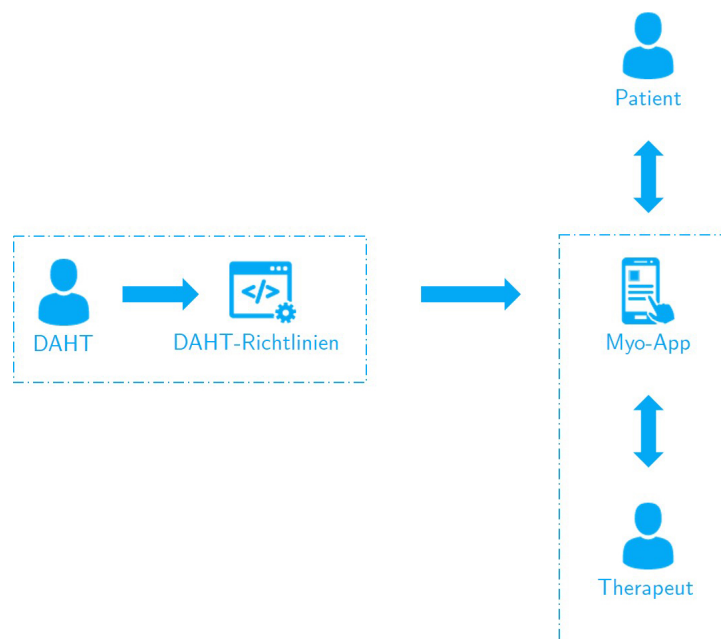 Patient
DAHT
DAHT-Richtlinien
Myo-App
Therapeut